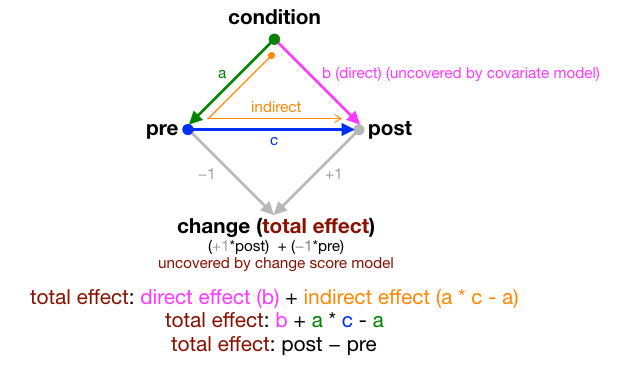 condition
a
b (direct) (uncovered by covariate model)
indirect
pre
post
c
−1
+1
change (total effect)
(+1*post) + (−1*pre)
uncovered by change score model
total effect: direct effect (b) + indirect effect (a * c - a)
total effect: b + a * c - a
total effect: post − pre